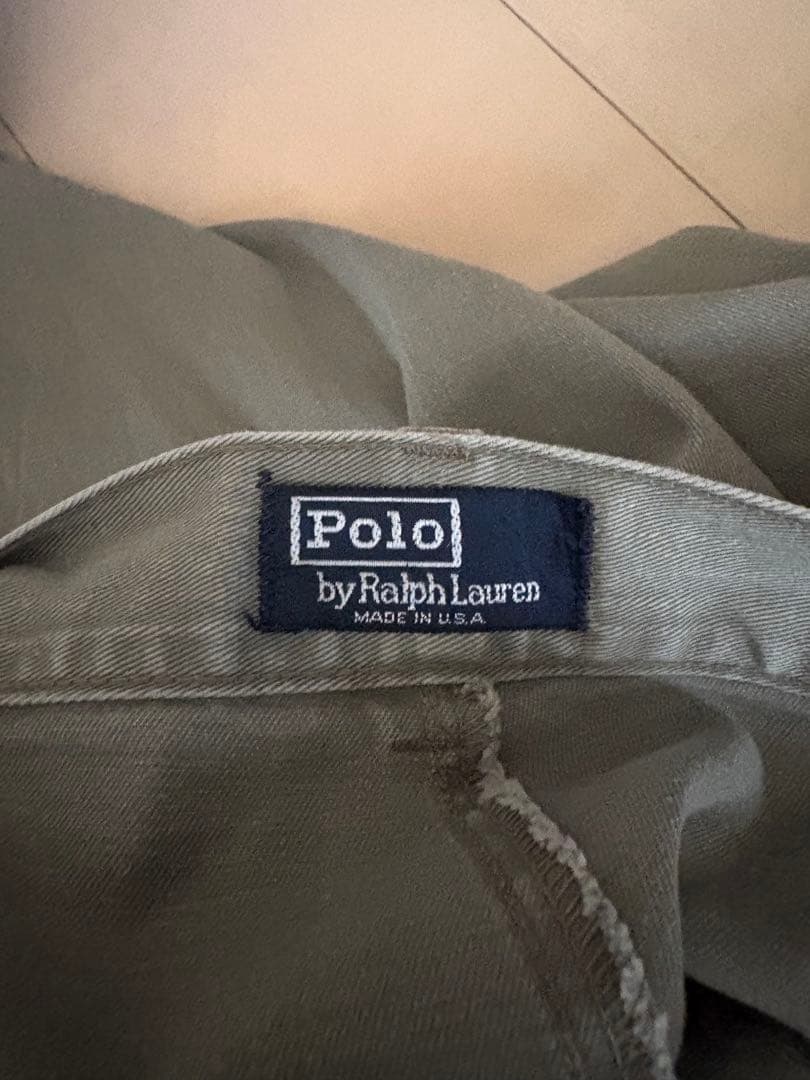 Polo
by Ralph Lauren
MADE IN U.S.A.